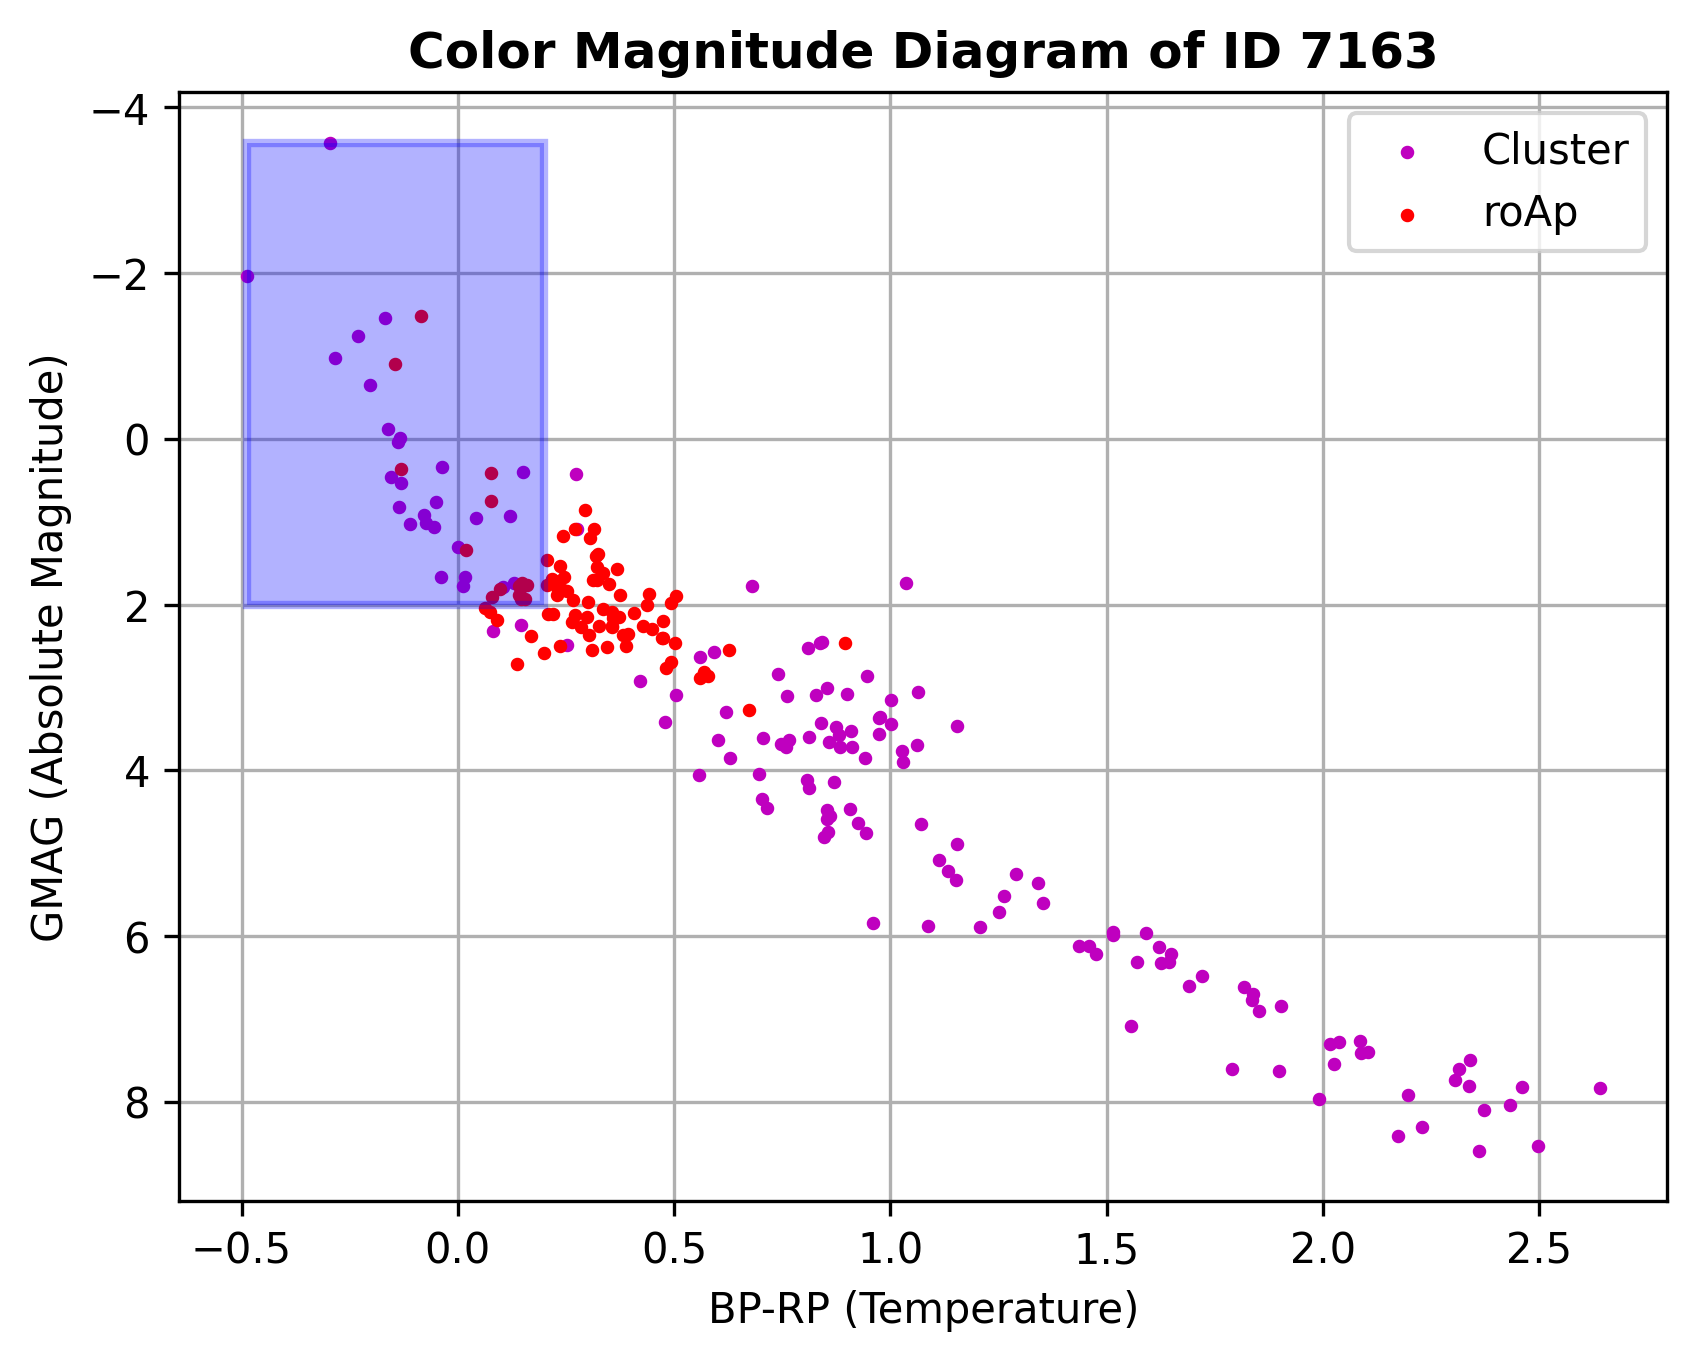 Color Magnitude Diagram of ID 7163
Cluster
roAp
GMAG (Absolute Magnitude)
−4
−2
0
2
4
6
8
−0.5 0.0 0.5 1.0 1.5 2.0 2.5
BP-RP (Temperature)